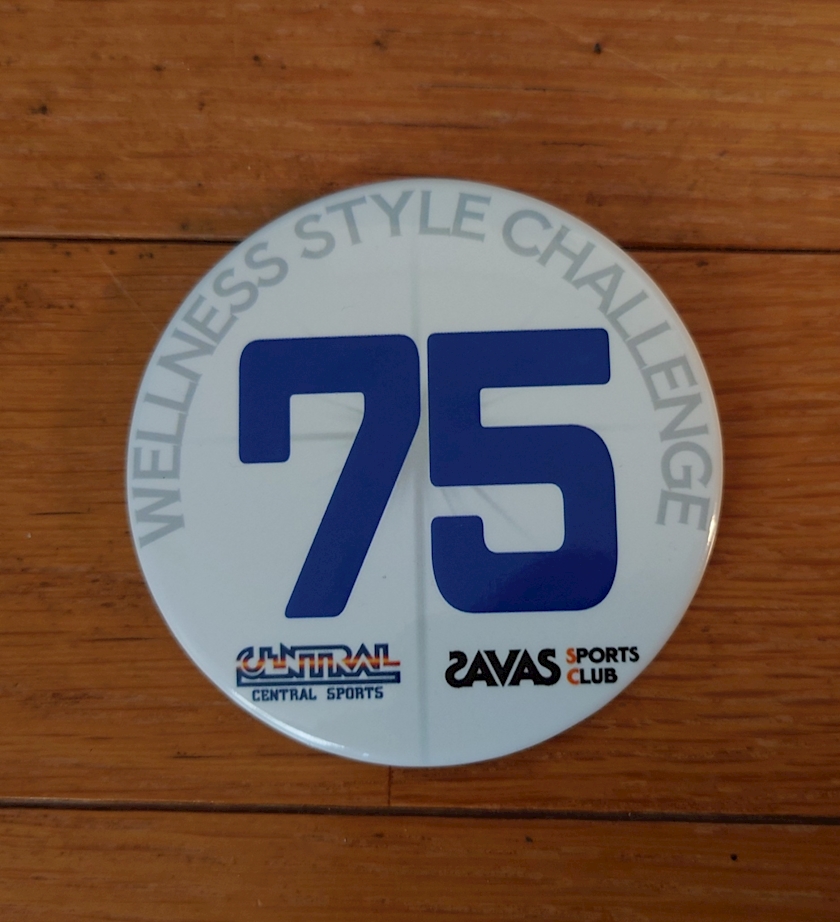 WELLNESS STYLE CHALLENGE
75
CENTRAL
CENTRAL SPORTS
SAVAS SPORTS
CLUB